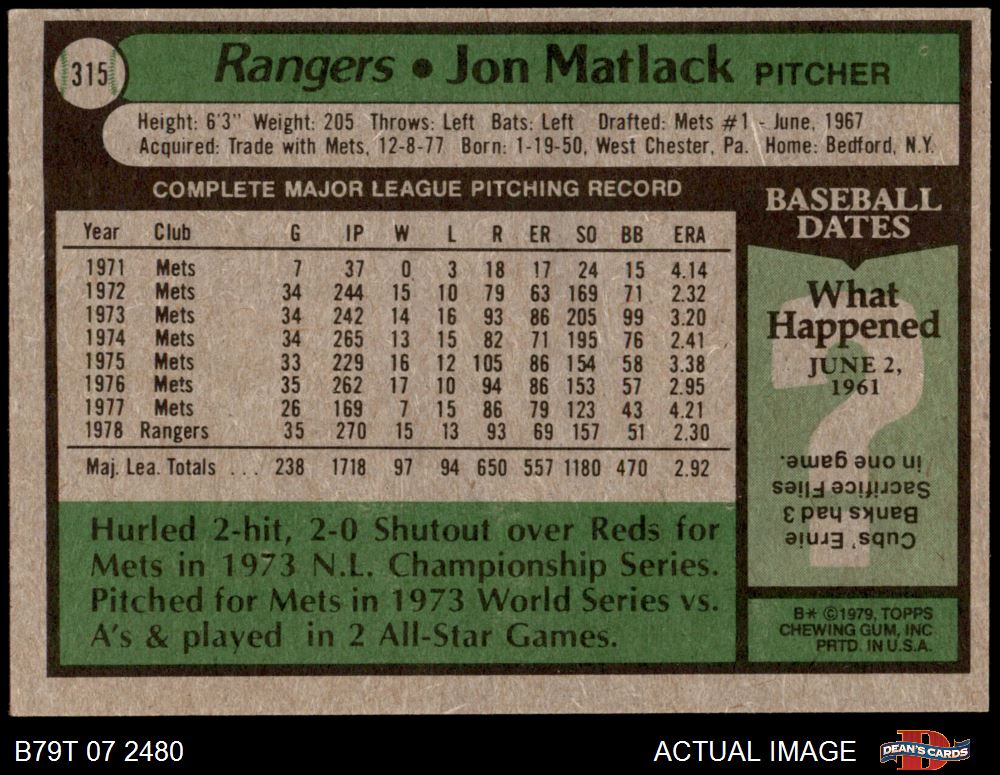 315
Rangers • Jon Matlack PITCHER
Height: 6'3" Weight: 205 Throws: Left Bats: Left Drafted: Mets #1 - June, 1967
Acquired: Trade with Mets, 12-8-77 Born: 1-19-50, West Chester, Pa. Home: Bedford, N.Y.
COMPLETE MAJOR LEAGUE PITCHING RECORD
Year Club G IP W L R ER SO BB ERA
1971 Mets 7 37 0 3 18 17 24 15 4.14
1972 Mets 34 244 15 10 79 63 169 71 2.32
1973 Mets 34 242 14 16 93 86 205 99 3.20
1974 Mets 34 265 13 15 82 71 195 76 2.41
1975 Mets 33 229 16 12 105 86 154 58 3.38
1976 Mets 35 262 17 10 94 86 153 57 2.95
1977 Mets 26 169 7 15 86 79 123 43 4.21
1978 Rangers 35 270 15 13 93 69 157 51 2.30
Maj. Lea. Totals ... 238 1718 97 94 650 557 1180 470 2.92
Hurled 2-hit, 2-0 Shutout over Reds for
Mets in 1973 N.L. Championship Series.
Pitched for Mets in 1973 World Series vs.
A's & played in 2 All-Star Games.
BASEBALL
DATES
?
What
Happened
JUNE 2,
1961
Cubs' Ernie
Banks had 3
Sacrifice Flies
in one game.
B* ©1979, TOPPS
CHEWING GUM, INC
PRTD. IN U.S.A.
B79T 07 2480
ACTUAL IMAGE
D
DEAN'S CARDS